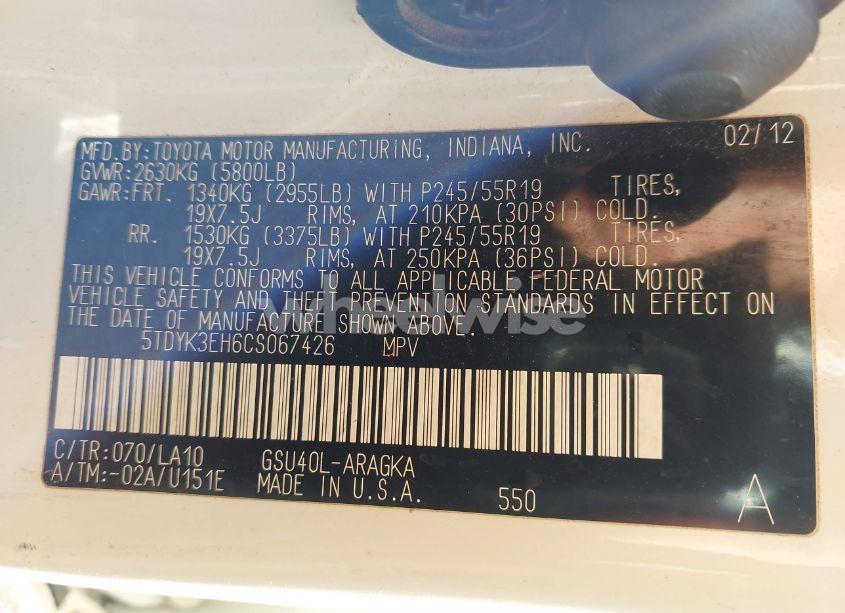 MFD.BY:TOYOTA MOTOR MANUFACTURING, INDIANA, INC. 02/12
GVWR:2630KG (5800LB)
GAWR:FRT. 1340KG (2955LB) WITH P245/55R19 TIRES,
19X7.5J RIMS, AT 210KPA (30PSI) COLD.
RR. 1530KG (3375LB) WITH P245/55R19 TIRES,
19X7.5J RIMS, AT 250KPA (36PSI) COLD.
THIS VEHICLE CONFORMS TO ALL APPLICABLE FEDERAL MOTOR
VEHICLE SAFETY AND THEFT PREVENTION STANDARDS IN EFFECT ON
THE DATE OF MANUFACTURE SHOWN ABOVE.
wheelwise
5TDYK3EH6CS067426 MPV
C/TR:070/LA10 GSU40L-ARAGKA
A/TM:-02A/U151E MADE IN U.S.A. 550 A